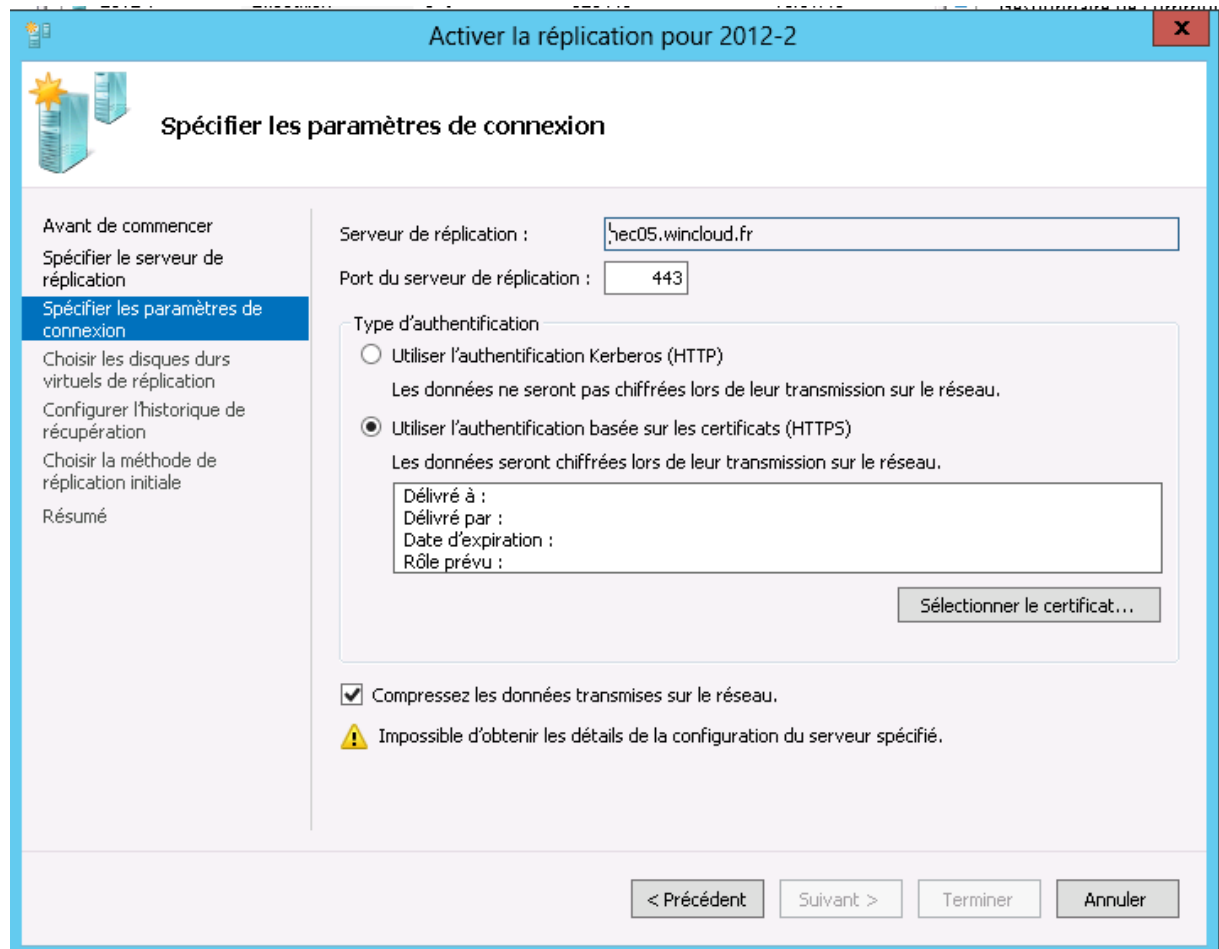 Activer la réplication pour 2012-2
x
Spécifier les paramètres de connexion
Avant de commencer
Spécifier le serveur de
réplication
Spécifier les paramètres de
connexion
Choisir les disques durs
virtuels de réplication
Configurer l'historique de
récupération
Choisir la méthode de
réplication initiale
Résumé
Serveur de réplication :
Port du serveur de réplication : 443
Type d'authentification
Utiliser l'authentification Kerberos (HTTP)
Les données ne seront pas chiffrées lors de leur transmission sur le réseau.
Utiliser l'authentification basée sur les certificats (HTTPS)
Les données seront chiffrées lors de leur transmission sur le réseau.
Délivré à :
Délivré par :
Date d'expiration :
Rôle prévu :
Sélectionner le certificat...
Compressez les données transmises sur le réseau.
Impossible d'obtenir les détails de la configuration du serveur spécifié.
< Précédent
Suivant >
Terminer
Annuler